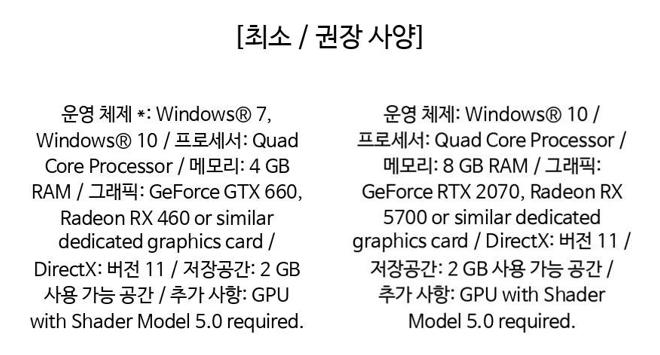 [최소 / 권장 사양]
운영 체제 *: Windows® 7,
Windows® 10 / 프로세서: Quad
Core Processor / 메모리: 4 GB
RAM / 그래픽: GeForce GTX 660,
Radeon RX 460 or similar
dedicated graphics card /
DirectX: 버전 11 / 저장공간: 2 GB
사용 가능 공간 / 추가 사항: GPU
with Shader Model 5.0 required.
운영 체제: Windows® 10 /
프로세서: Quad Core Processor /
메모리: 8 GB RAM / 그래픽:
GeForce RTX 2070, Radeon RX
5700 or similar dedicated
graphics card / DirectX: 버전 11 /
저장공간: 2 GB 사용 가능 공간 /
추가 사항: GPU with Shader
Model 5.0 required.